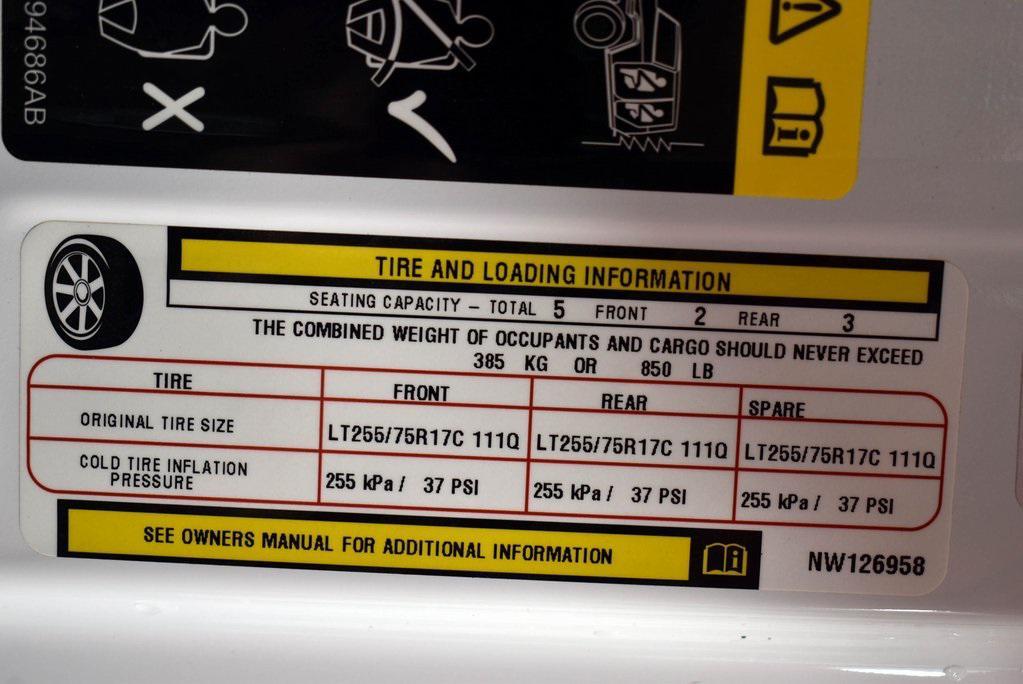 94686AB
TIRE AND LOADING INFORMATION
SEATING CAPACITY – TOTAL 5 FRONT 2 REAR 3
THE COMBINED WEIGHT OF OCCUPANTS AND CARGO SHOULD NEVER EXCEED
385 KG OR 850 LB
TIRE FRONT REAR SPARE
ORIGINAL TIRE SIZE LT255/75R17C 111Q LT255/75R17C 111Q LT255/75R17C 111Q
COLD TIRE INFLATION
PRESSURE 255 kPa / 37 PSI 255 kPa / 37 PSI 255 kPa / 37 PSI
SEE OWNERS MANUAL FOR ADDITIONAL INFORMATION
NW126958